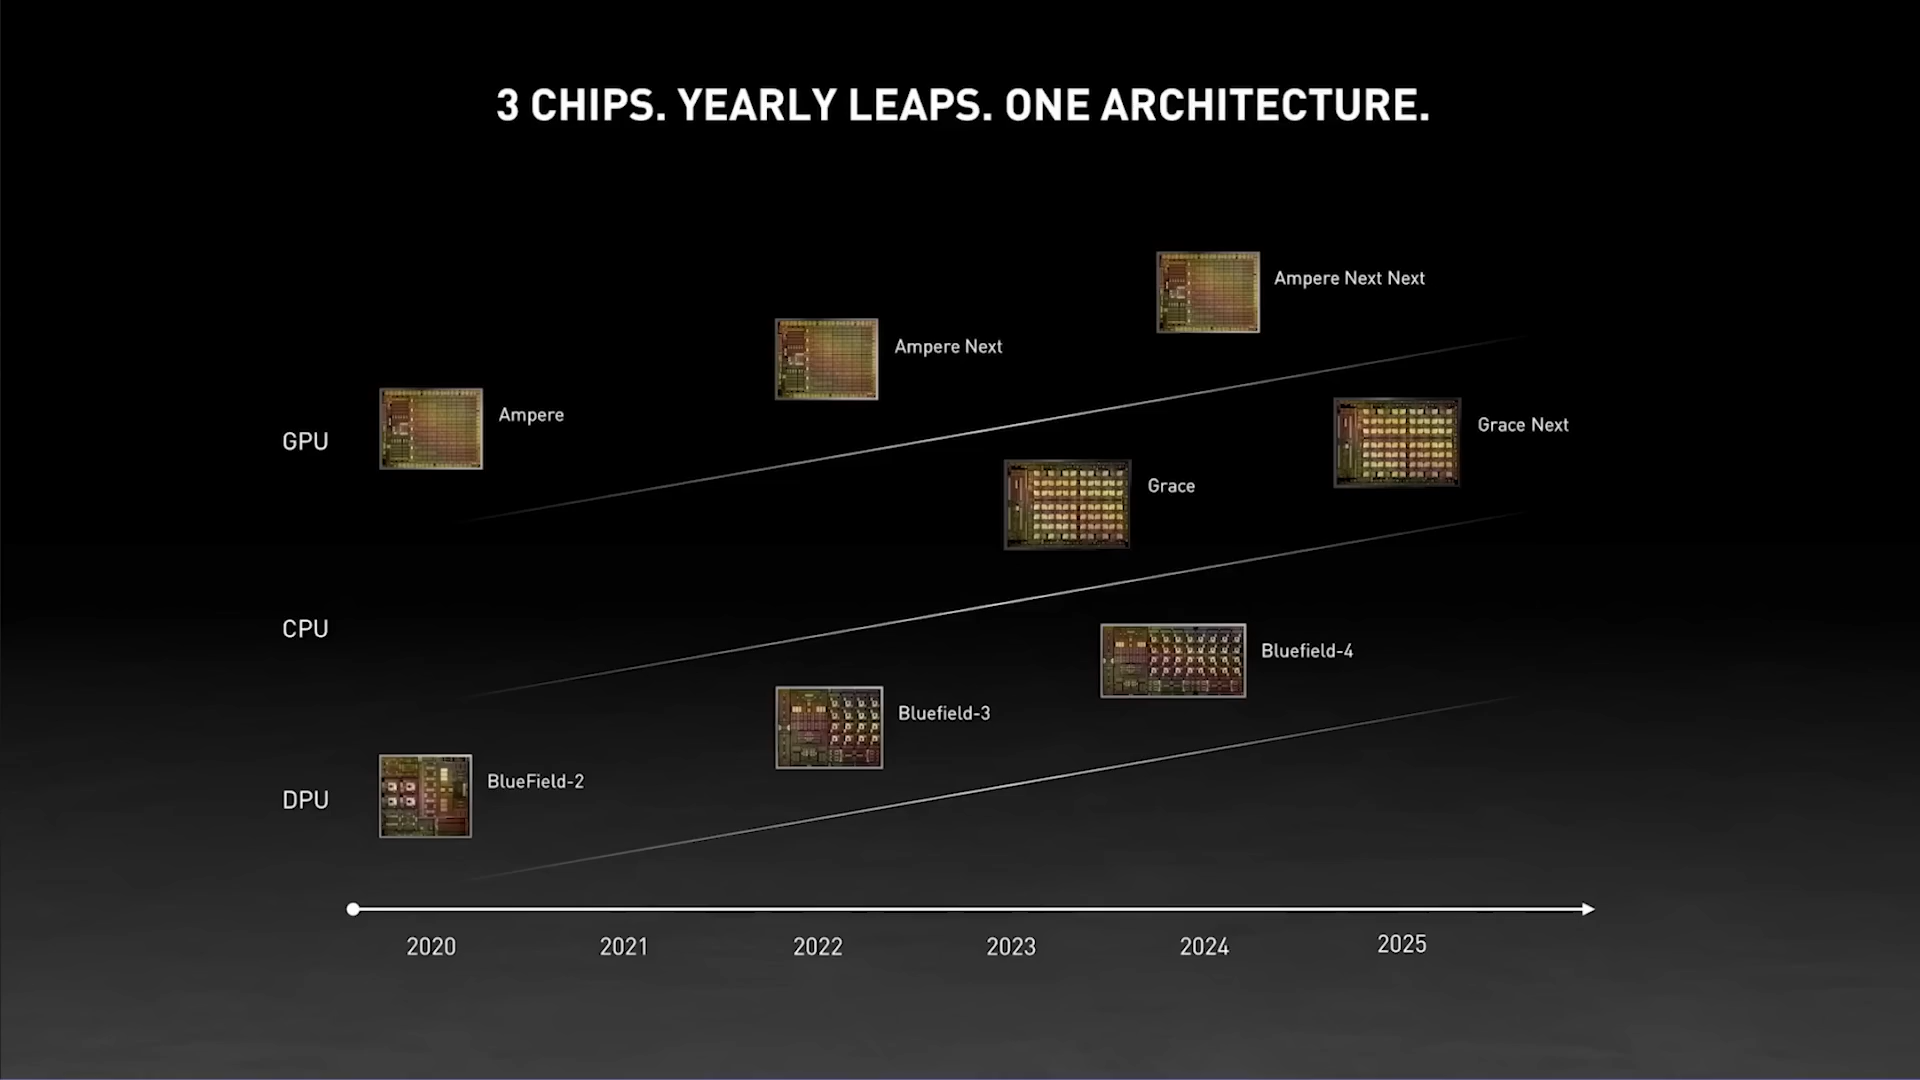 3 CHIPS. YEARLY LEAPS. ONE ARCHITECTURE.
Ampere Next Next
Ampere Next
Ampere
Grace Next
GPU
Grace
CPU
Bluefield-4
Bluefield-3
BlueField-2
DPU
2020 2021 2022 2023 2024 2025